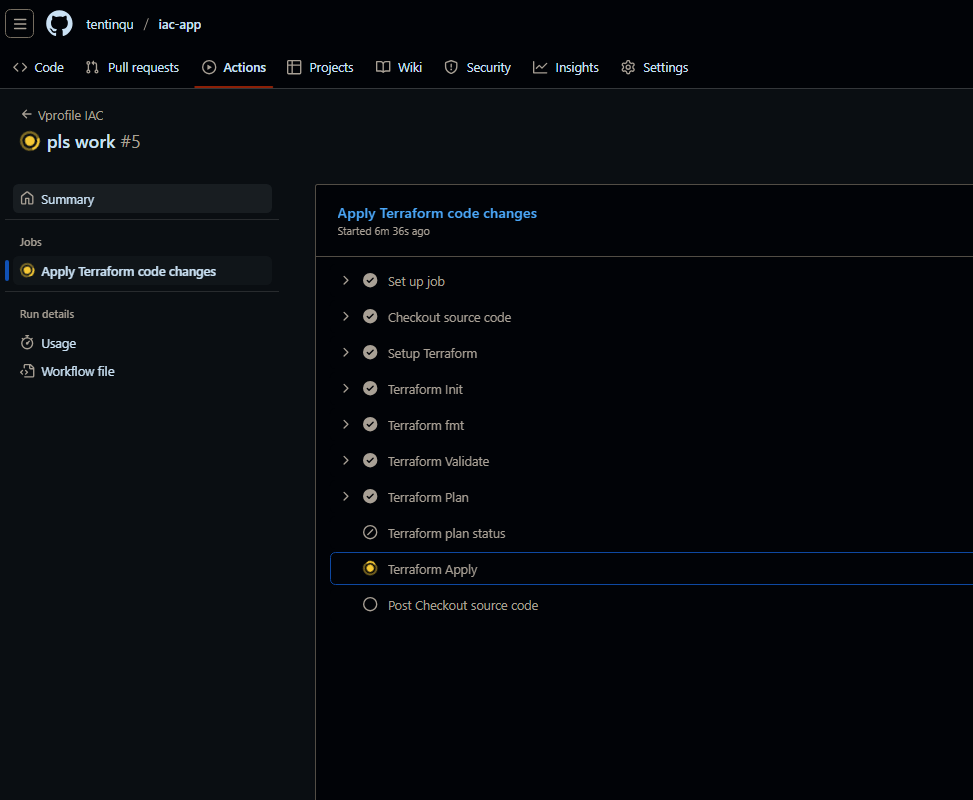 tentinqu / iac-app
Code Pull requests Actions Projects Wiki Security Insights Settings
Vprofile IAC
pls work #5
Summary
Jobs
Apply Terraform code changes
Run details
Usage
Workflow file
Apply Terraform code changes
Started 6m 36s ago
Set up job
Checkout source code
Setup Terraform
Terraform Init
Terraform fmt
Terraform Validate
Terraform Plan
Terraform plan status
Terraform Apply
Post Checkout source code